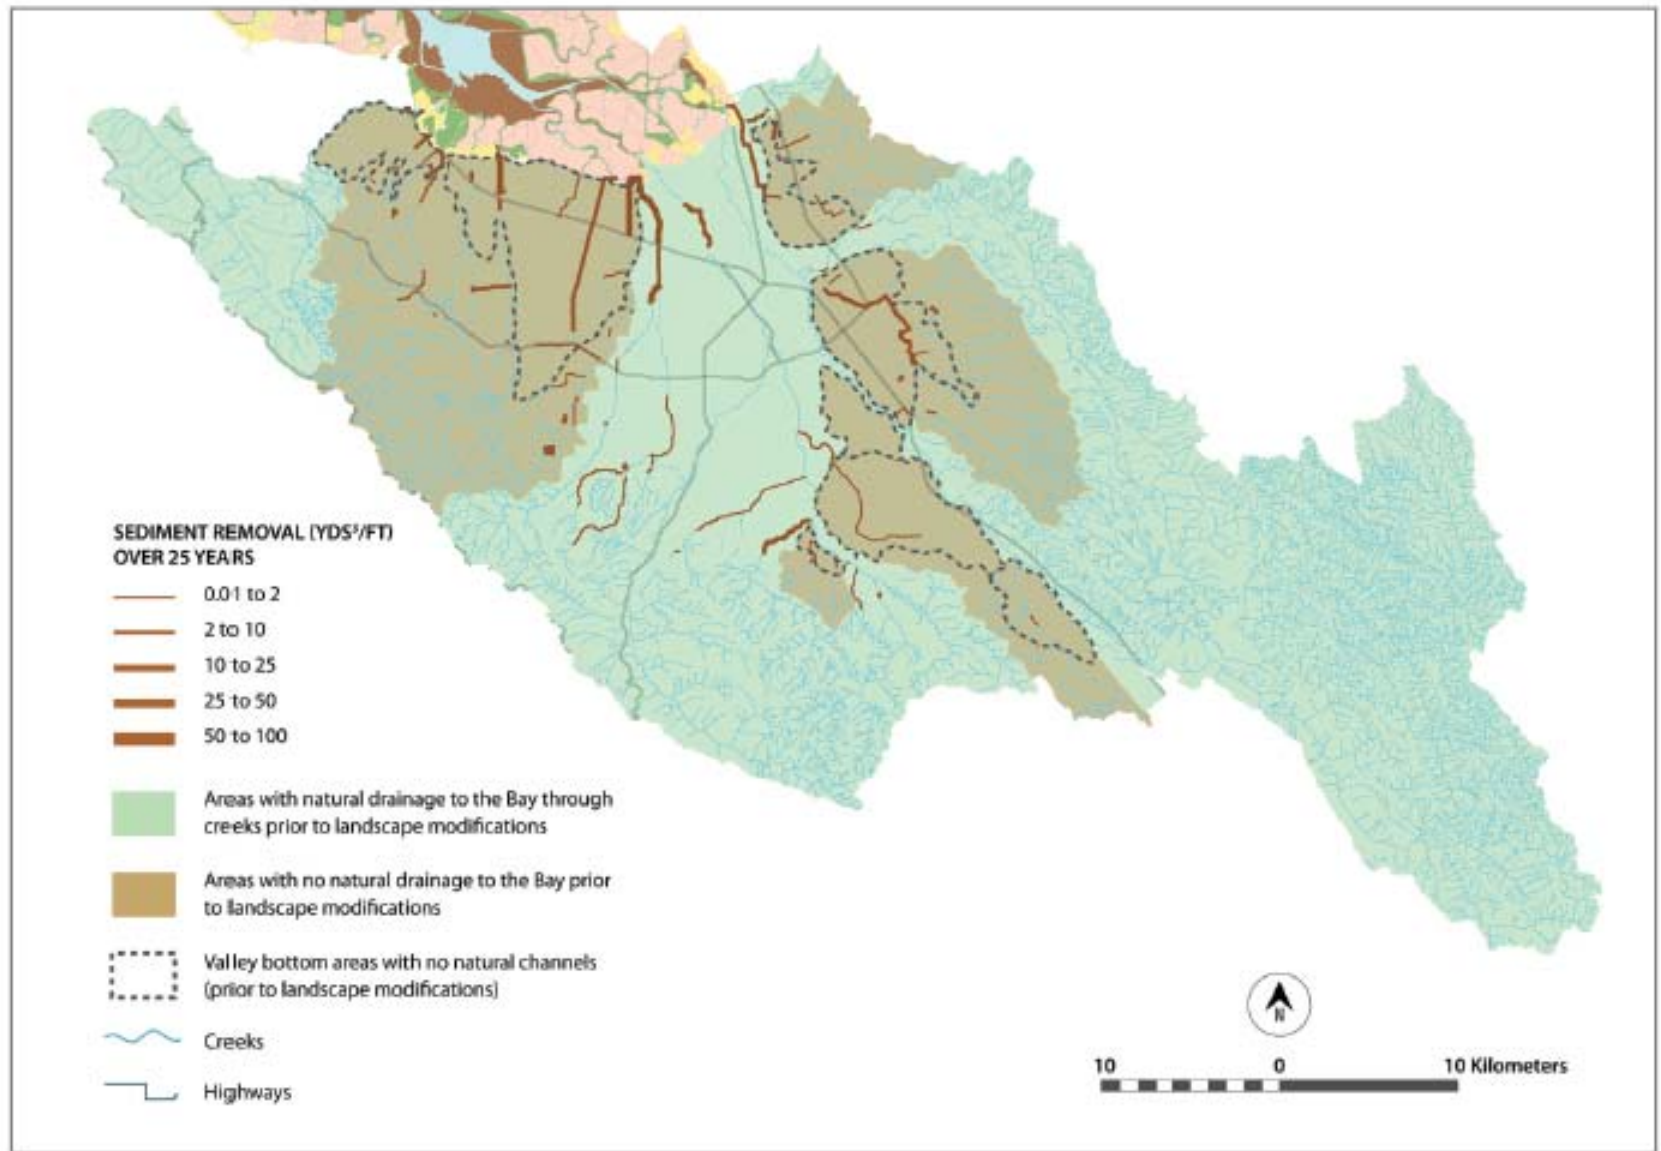 SEDIMENT REMOVAL (YDS³/FT)
OVER 25 YEARS
0.01 to 2
2 to 10
10 to 25
25 to 50
50 to 100
Areas with natural drainage to the Bay through
creeks prior to landscape modifications
Areas with no natural drainage to the Bay prior
to landscape modifications
Valley bottom areas with no natural channels
(prior to landscape modifications)
Creeks
Highways
N
10 0 10 Kilometers